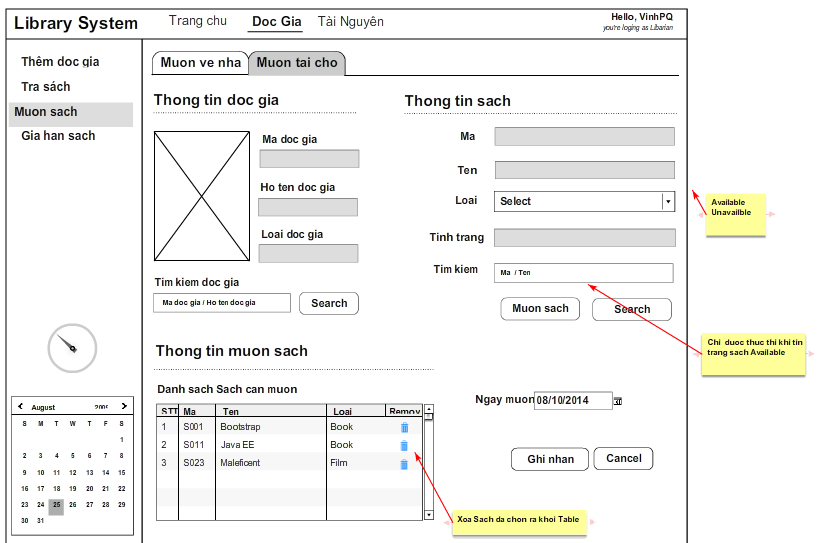 Library System
Trang chu
Doc Gia
Tài Nguyên
Hello, VinhPQ
you're loging as Libarian
Thêm doc gia
Tra sách
Muon sach
Gia han sach
Muon ve nha
Muon tai cho
Thong tin doc gia
Ma doc gia
Ho ten doc gia
Loai doc gia
Tim kiem doc gia
Ma doc gia / Ho ten doc gia
Search
Thong tin sach
Ma
Ten
Loai
Select
Tinh trang
Tim kiem
Ma / Ten
Muon sach
Search
Available
Unavailble
Chi duoc thuc thi khi tin
trang sach Available
Thong tin muon sach
Danh sach Sach can muon
STT Ma Ten Loai Remov
1 S001 Bootstrap Book
2 S011 Java EE Book
3 S023 Maleficent Film
Ngay muon 08/10/2014
Ghi nhan
Cancel
Xoa Sach da chon ra khoi Table
August
S M T W T F S
1
2 3 4 5 6 7 8
9 10 11 12 13 14 15
16 17 18 19 20 21 22
23 24 25 26 27 28 29
30 31